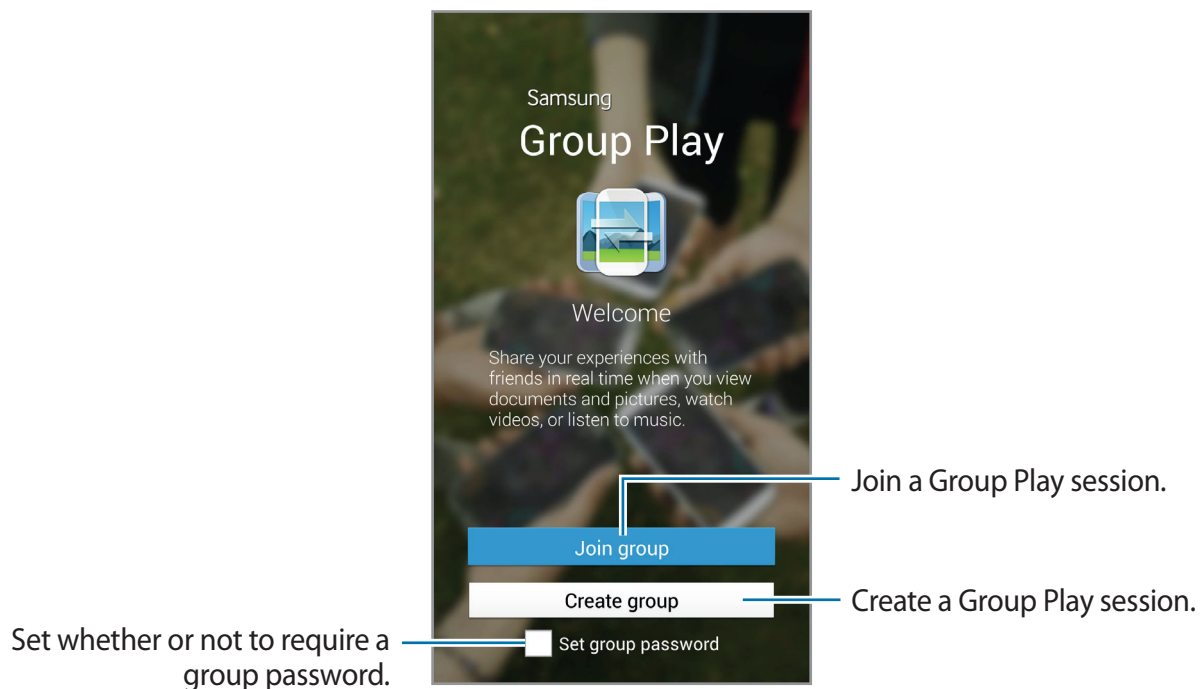 Samsung
Group Play
Welcome
Share your experiences with
friends in real time when you view
documents and pictures, watch
videos, or listen to music.
Join a Group Play session.
Join group
Create group
Create a Group Play session.
Set whether or not to require a
group password.
Set group password